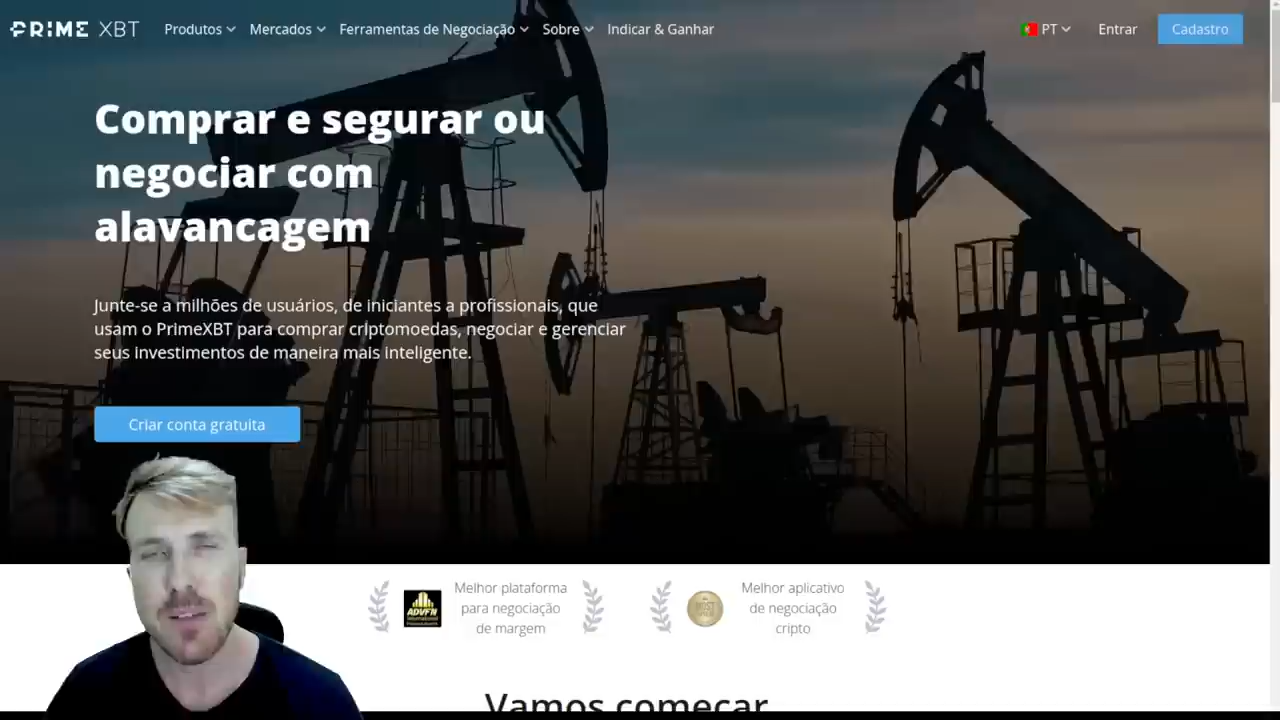 PRIME XBT Produtos Mercados Ferramentas de Negociação Sobre Indicar & Ganhar PT Entrar Cadastro
Comprar e segurar ou
negociar com
alavancagem
Junte-se a milhões de usuários, de iniciantes a profissionais, que
usam o PrimeXBT para comprar criptomoedas, negociar e gerenciar
seus investimentos de maneira mais inteligente.
Criar conta gratuita
ADVFN
International
Melhor plataforma
para negociação
de margem
Melhor aplicativo
de negociação
cripto
Vamos começar